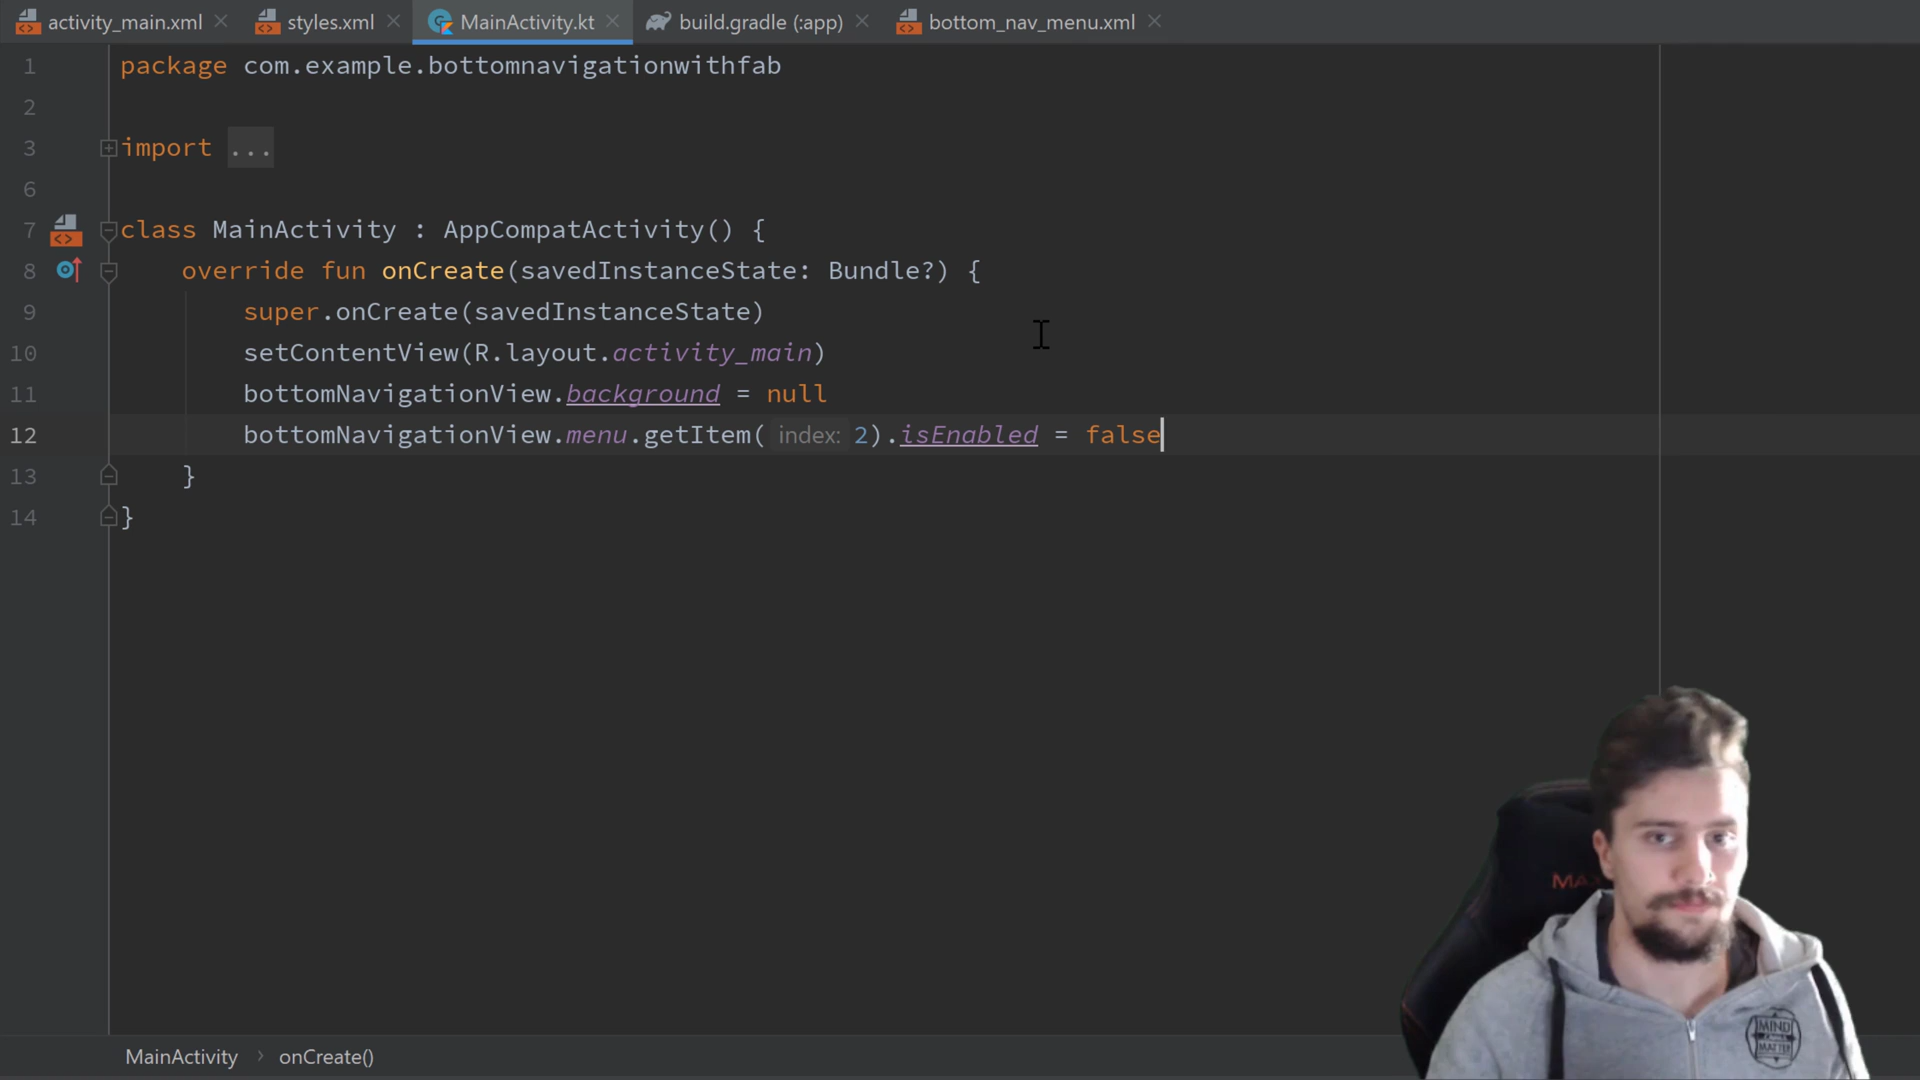 activity_main.xml styles.xml MainActivity.kt build.gradle (:app) bottom_nav_menu.xml
1 package com.example.bottomnavigationwithfab
2
3 import ...
6
7 class MainActivity : AppCompatActivity() {
8 override fun onCreate(savedInstanceState: Bundle?) {
9 super.onCreate(savedInstanceState)
10 setContentView(R.layout.activity_main)
11 bottomNavigationView.background = null
12 bottomNavigationView.menu.getItem( index: 2).isEnabled = false
13 }
14 }
MIND
MATTER
MainActivity › onCreate()